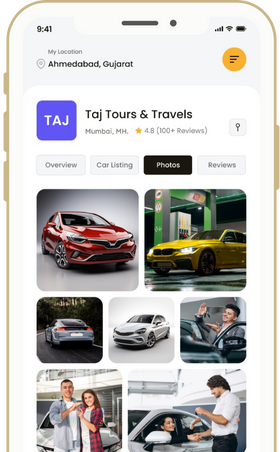 9:41
My Location
Ahmedabad, Gujarat
TAJ
Taj Tours & Travels
Mumbai, MH. 4.8 (100+ Reviews)
Overview Car Listing Photos Reviews